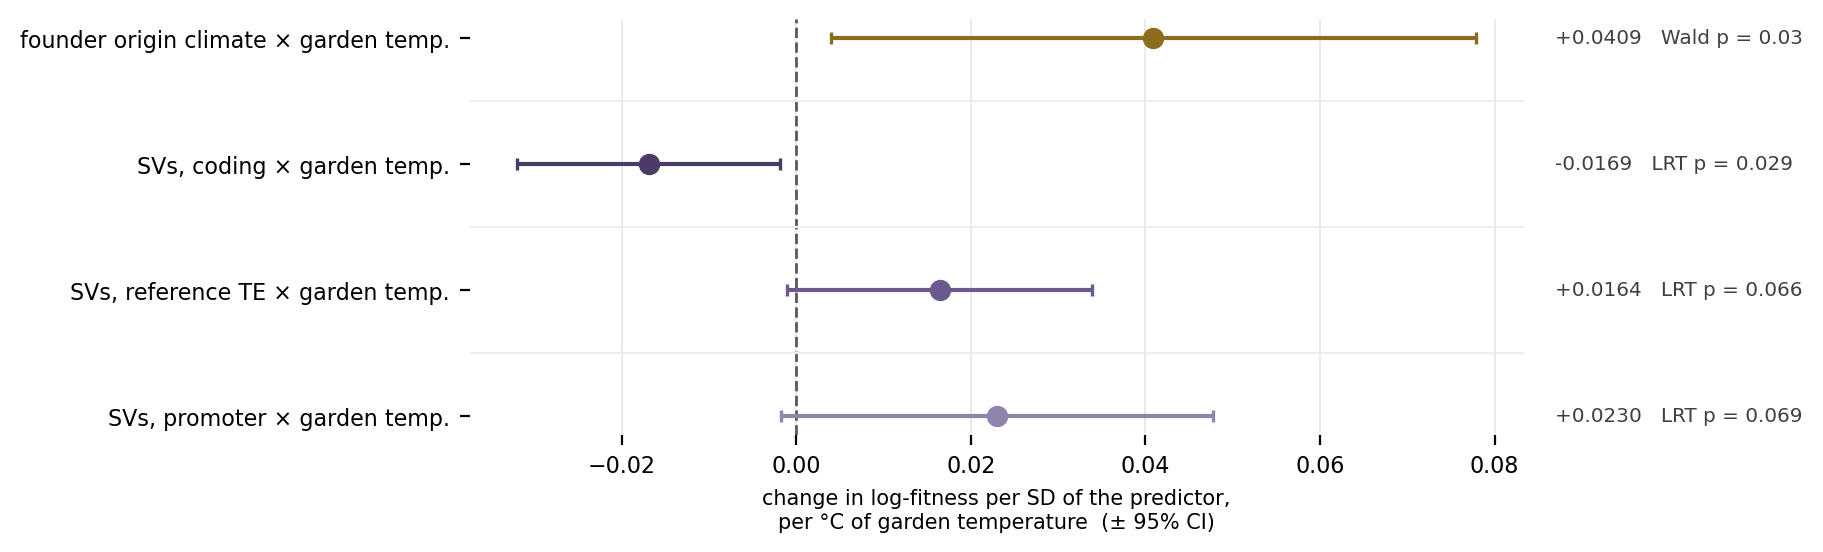 founder origin climate × garden temp.
+0.0409 Wald p = 0.03
SVs, coding × garden temp.
-0.0169 LRT p = 0.029
SVs, reference TE × garden temp.
+0.0164 LRT p = 0.066
SVs, promoter × garden temp.
+0.0230 LRT p = 0.069
−0.02 0.00 0.02 0.04 0.06 0.08
change in log-fitness per SD of the predictor,
per °C of garden temperature (± 95% CI)